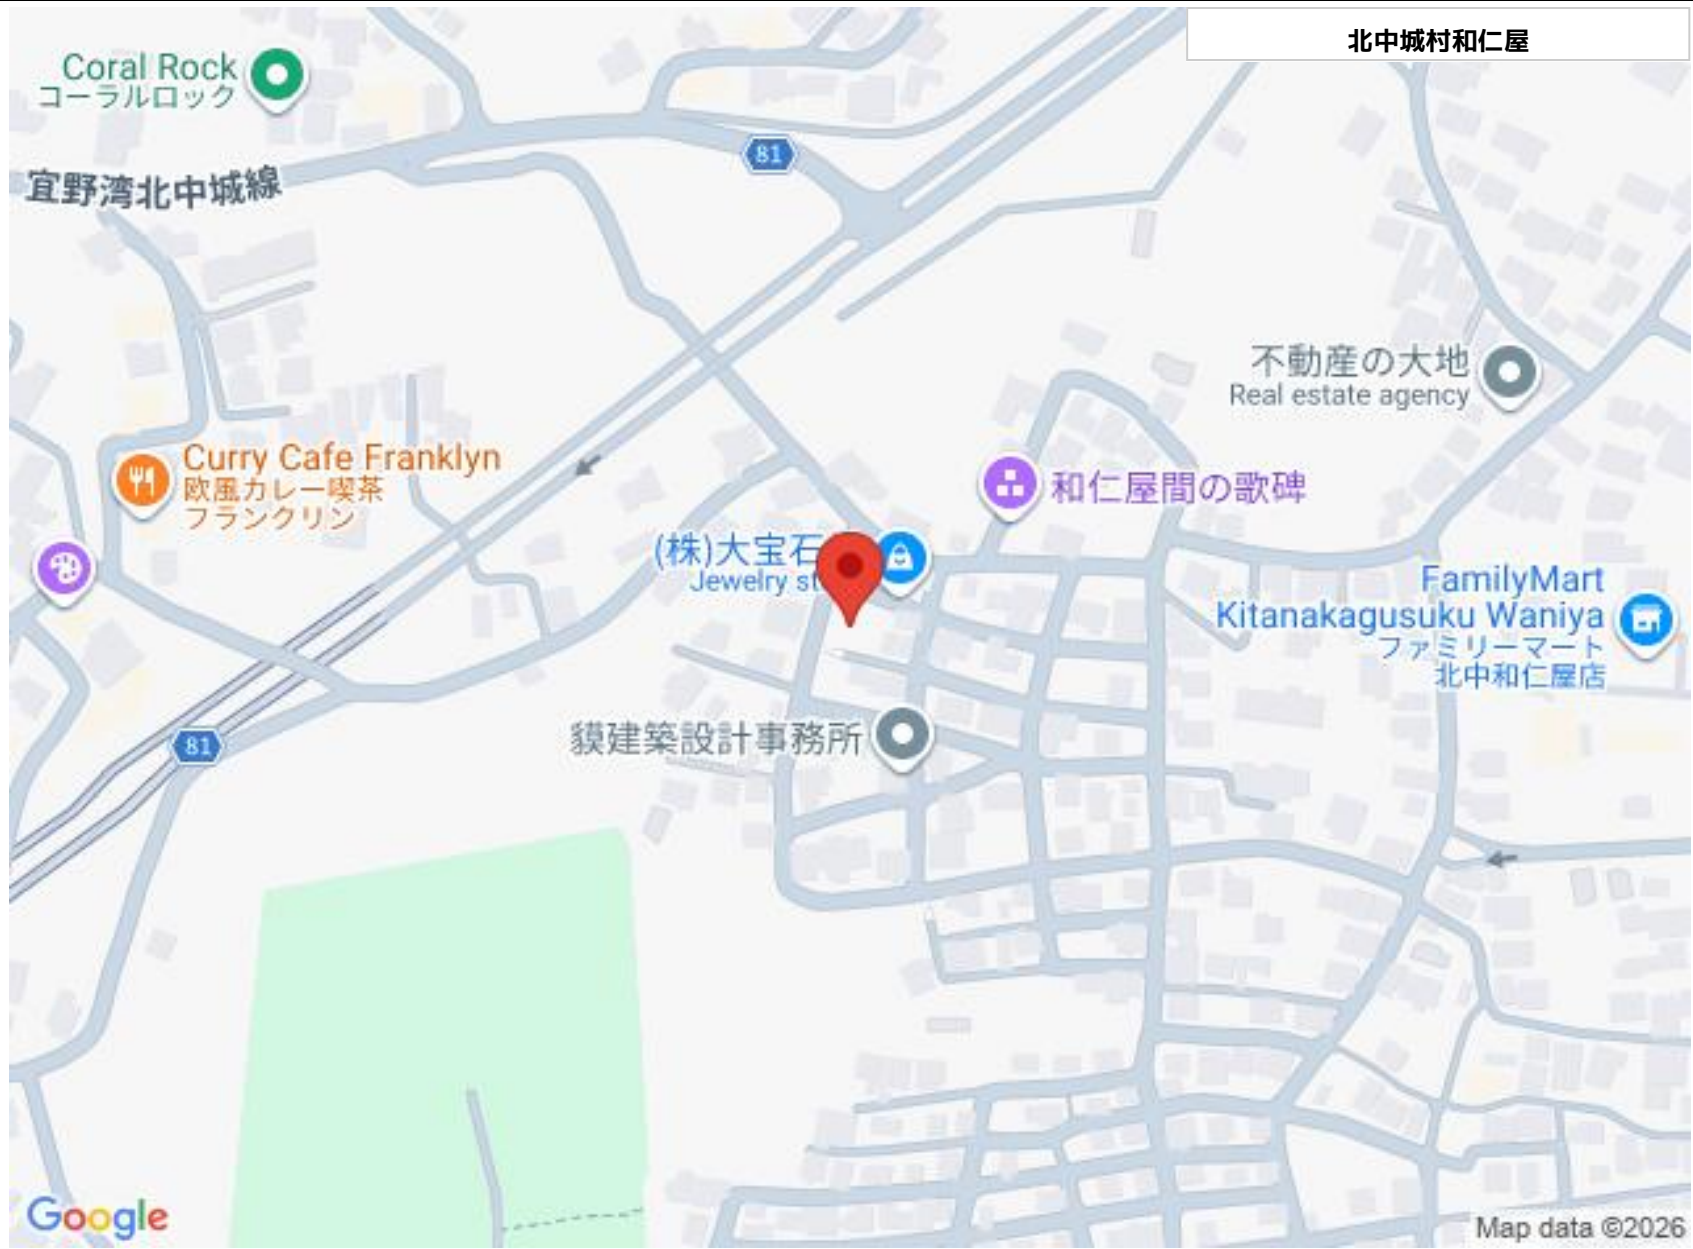 北中城村和仁屋
Coral Rock
コーラルロック
81
宜野湾北中城線
不動産の大地
Real estate agency
Curry Cafe Franklyn
欧風カレー喫茶
フランクリン
和仁屋間の歌碑
(株)大宝石
Jewelry st
FamilyMart
Kitanakagusuku Waniya
ファミリーマート
北中和仁屋店
貘建築設計事務所
81
Google
Map data ©2026